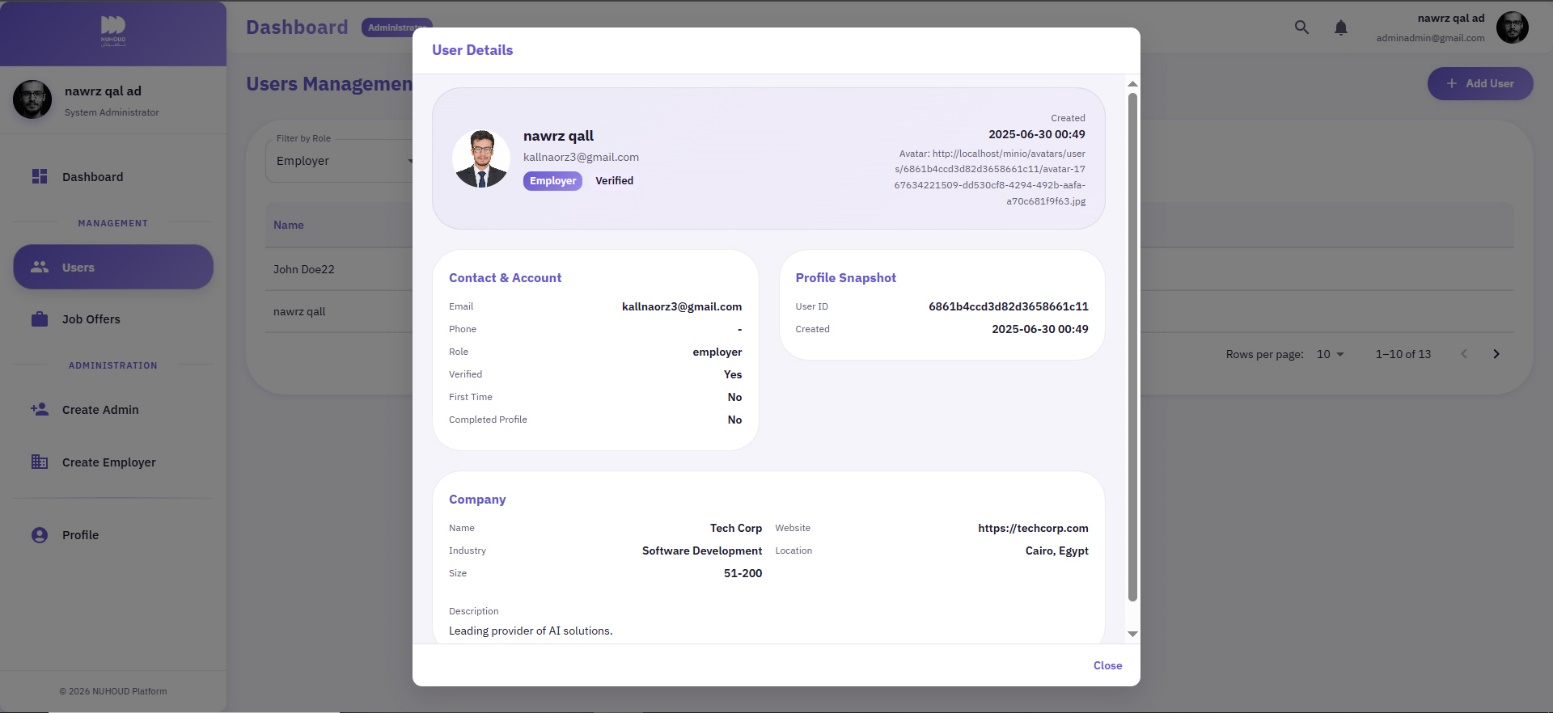 NUHOUD
nawrz qal ad
System Administrator
Dashboard
MANAGEMENT
Users
Job Offers
ADMINISTRATION
Create Admin
Create Employer
Profile
© 2026 NUHOUD Platform
Dashboard
nawrz qal ad
adminadmin@gmail.com
Users Managemen
Add User
Filter by Role
Employer
Name
John Doe22
nawrz qall
Rows per page: 10 1–10 of 13
User Details
nawrz qall
kallnaorz3@gmail.com
Employer Verified
Created
2025-06-30 00:49
Avatar: http://localhost/minio/avatars/user
s/6861b4ccd3d82d3658661c11/avatar-17
67634221509-dd530cf8-4294-492b-aafa-
a70c681f9f63.jpg
Contact & Account
Email kallnaorz3@gmail.com
Phone -
Role employer
Verified Yes
First Time No
Completed Profile No
Profile Snapshot
User ID 6861b4ccd3d82d3658661c11
Created 2025-06-30 00:49
Company
Name Tech Corp Website https://techcorp.com
Industry Software Development Location Cairo, Egypt
Size 51-200
Description
Leading provider of AI solutions.
Close